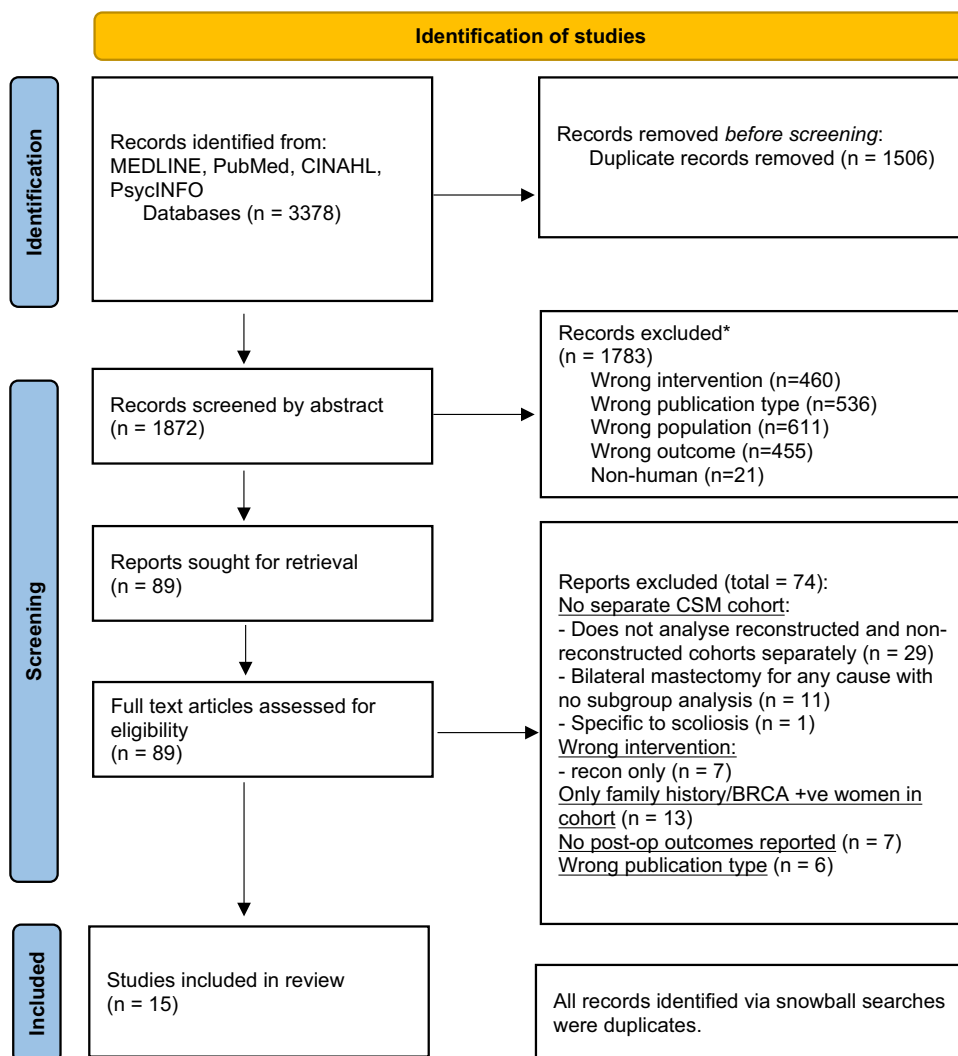 Identification of studies
Identification
Records identified from:
MEDLINE, PubMed, CINAHL,
PsycINFO
Databases (n = 3378)
Records removed before screening:
Duplicate records removed (n = 1506)
Screening
Records screened by abstract
(n = 1872)
Records excluded*
(n = 1783)
Wrong intervention (n=460)
Wrong publication type (n=536)
Wrong population (n=611)
Wrong outcome (n=455)
Non-human (n=21)
Reports sought for retrieval
(n = 89)
Full text articles assessed for
eligibility
(n = 89)
Reports excluded (total = 74):
No separate CSM cohort:
- Does not analyse reconstructed and non-
reconstructed cohorts separately (n = 29)
- Bilateral mastectomy for any cause with
no subgroup analysis (n = 11)
- Specific to scoliosis (n = 1)
Wrong intervention:
- recon only (n = 7)
Only family history/BRCA +ve women in
cohort (n = 13)
No post-op outcomes reported (n = 7)
Wrong publication type (n = 6)
Included
Studies included in review
(n = 15)
All records identified via snowball searches
were duplicates.